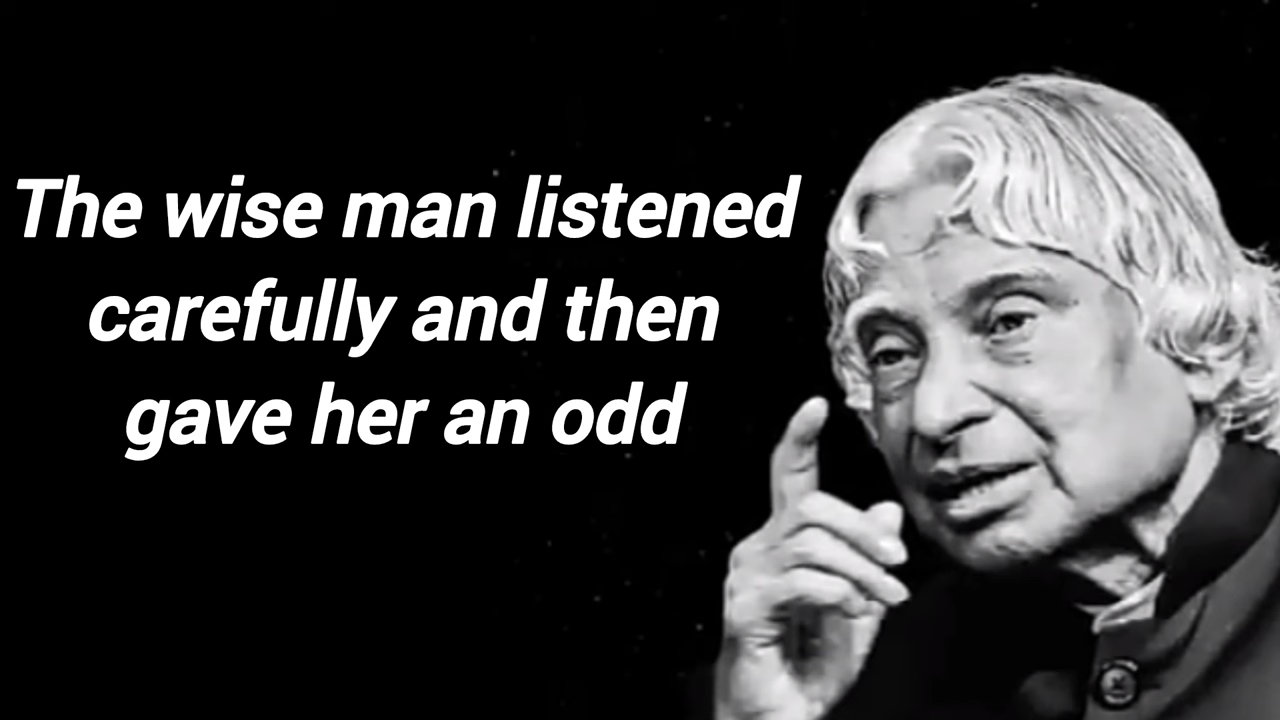 The wise man listened
carefully and then
gave her an odd